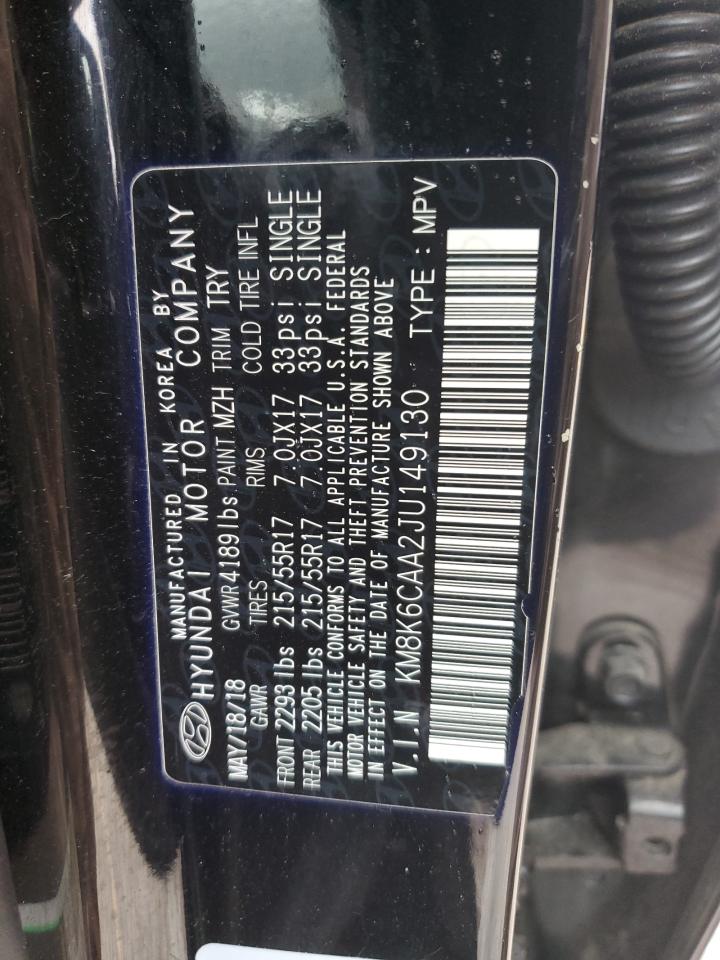 MANUFACTURED IN KOREA BY
HYUNDAI MOTOR COMPANY
MAY/18/18 GVWR 4189lbs PAINT MZH TRIM TRY
GAWR TIRES RIMS COLD TIRE INFL
FRONT 2293 lbs 215/55R17 7.0JX17 33psi SINGLE
REAR 2205 lbs 215/55R17 7.0JX17 33psi SINGLE
THIS VEHICLE CONFORMS TO ALL APPLICABLE U.S.A. FEDERAL
MOTOR VEHICLE SAFETY AND THEFT PREVENTION STANDARDS
IN EFFECT ON THE DATE OF MANUFACTURE SHOWN ABOVE
V.I.N KM8K6CAA2JU149130 TYPE : MPV